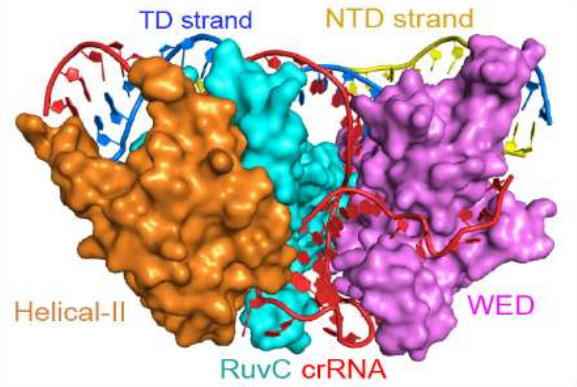 TD strand
NTD strand
Helical-II
WED
RuvC crRNA